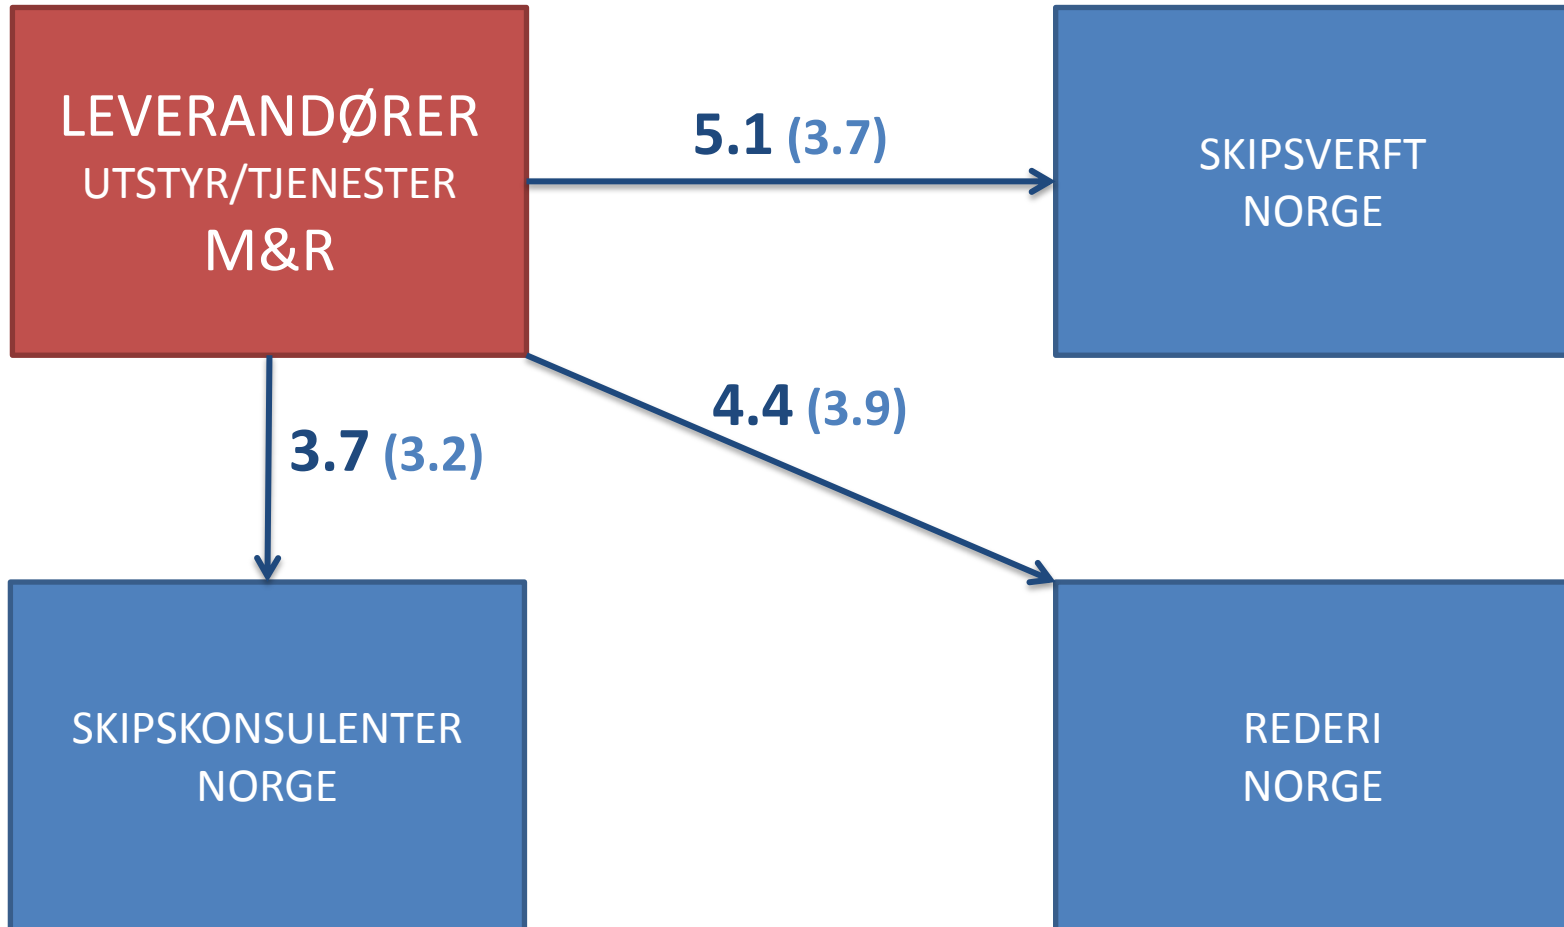 LEVERANDØRER
UTSTYR/TJENESTER
M&R
5.1 (3.7)
SKIPSVERFT
NORGE
4.4 (3.9)
3.7 (3.2)
SKIPSKONSULENTER
NORGE
REDERI
NORGE